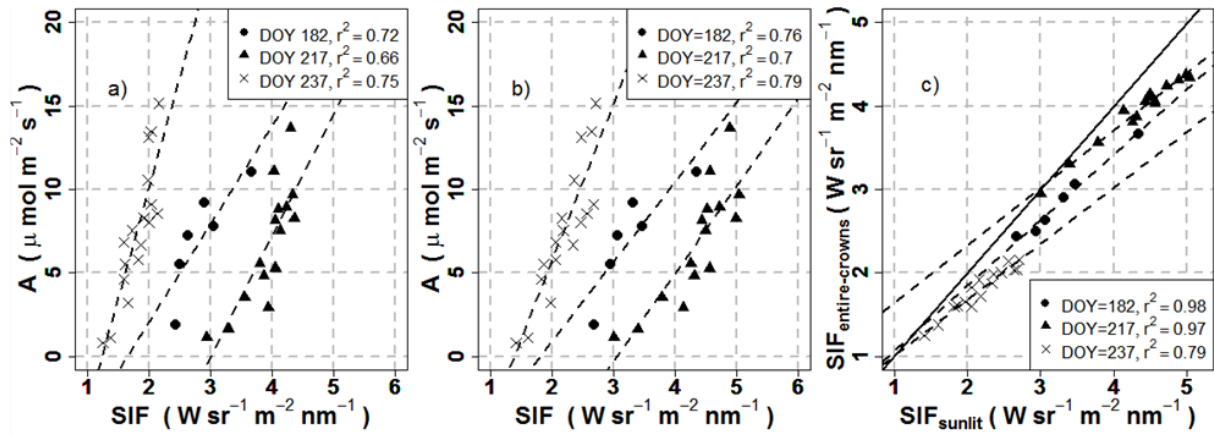 a)
DOY 182, r² = 0.72
DOY 217, r² = 0.66
DOY 237, r² = 0.75
A ( μ mol m⁻² s⁻¹ )
0 5 10 15 20
1 2 3 4 5 6
SIF ( W sr⁻¹ m⁻² nm⁻¹ )
b)
DOY=182, r² = 0.76
DOY=217, r² = 0.7
DOY=237, r² = 0.79
A ( μ mol m⁻² s⁻¹ )
0 5 10 15 20
1 2 3 4 5 6
SIF ( W sr⁻¹ m⁻² nm⁻¹ )
c)
DOY=182, r² = 0.98
DOY=217, r² = 0.97
DOY=237, r² = 0.79
SIFentire-crowns ( W sr⁻¹ m⁻² nm⁻¹ )
1 2 3 4 5
1 2 3 4 5
SIFsunlit ( W sr⁻¹ m⁻² nm⁻¹ )